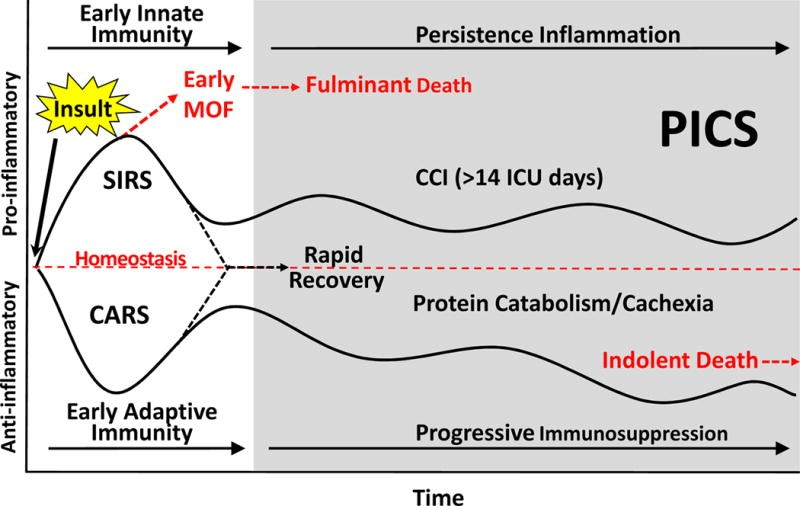 Early Innate
Immunity
Persistence Inflammation
Pro-inflammatory
Early
MOF
Fulminant Death
Insult
PICS
SIRS
CCI (>14 ICU days)
Homeostasis
Rapid
Recovery
Anti-inflammatory
CARS
Protein Catabolism/Cachexia
Indolent Death
Early Adaptive
Immunity
Progressive Immunosuppression
Time